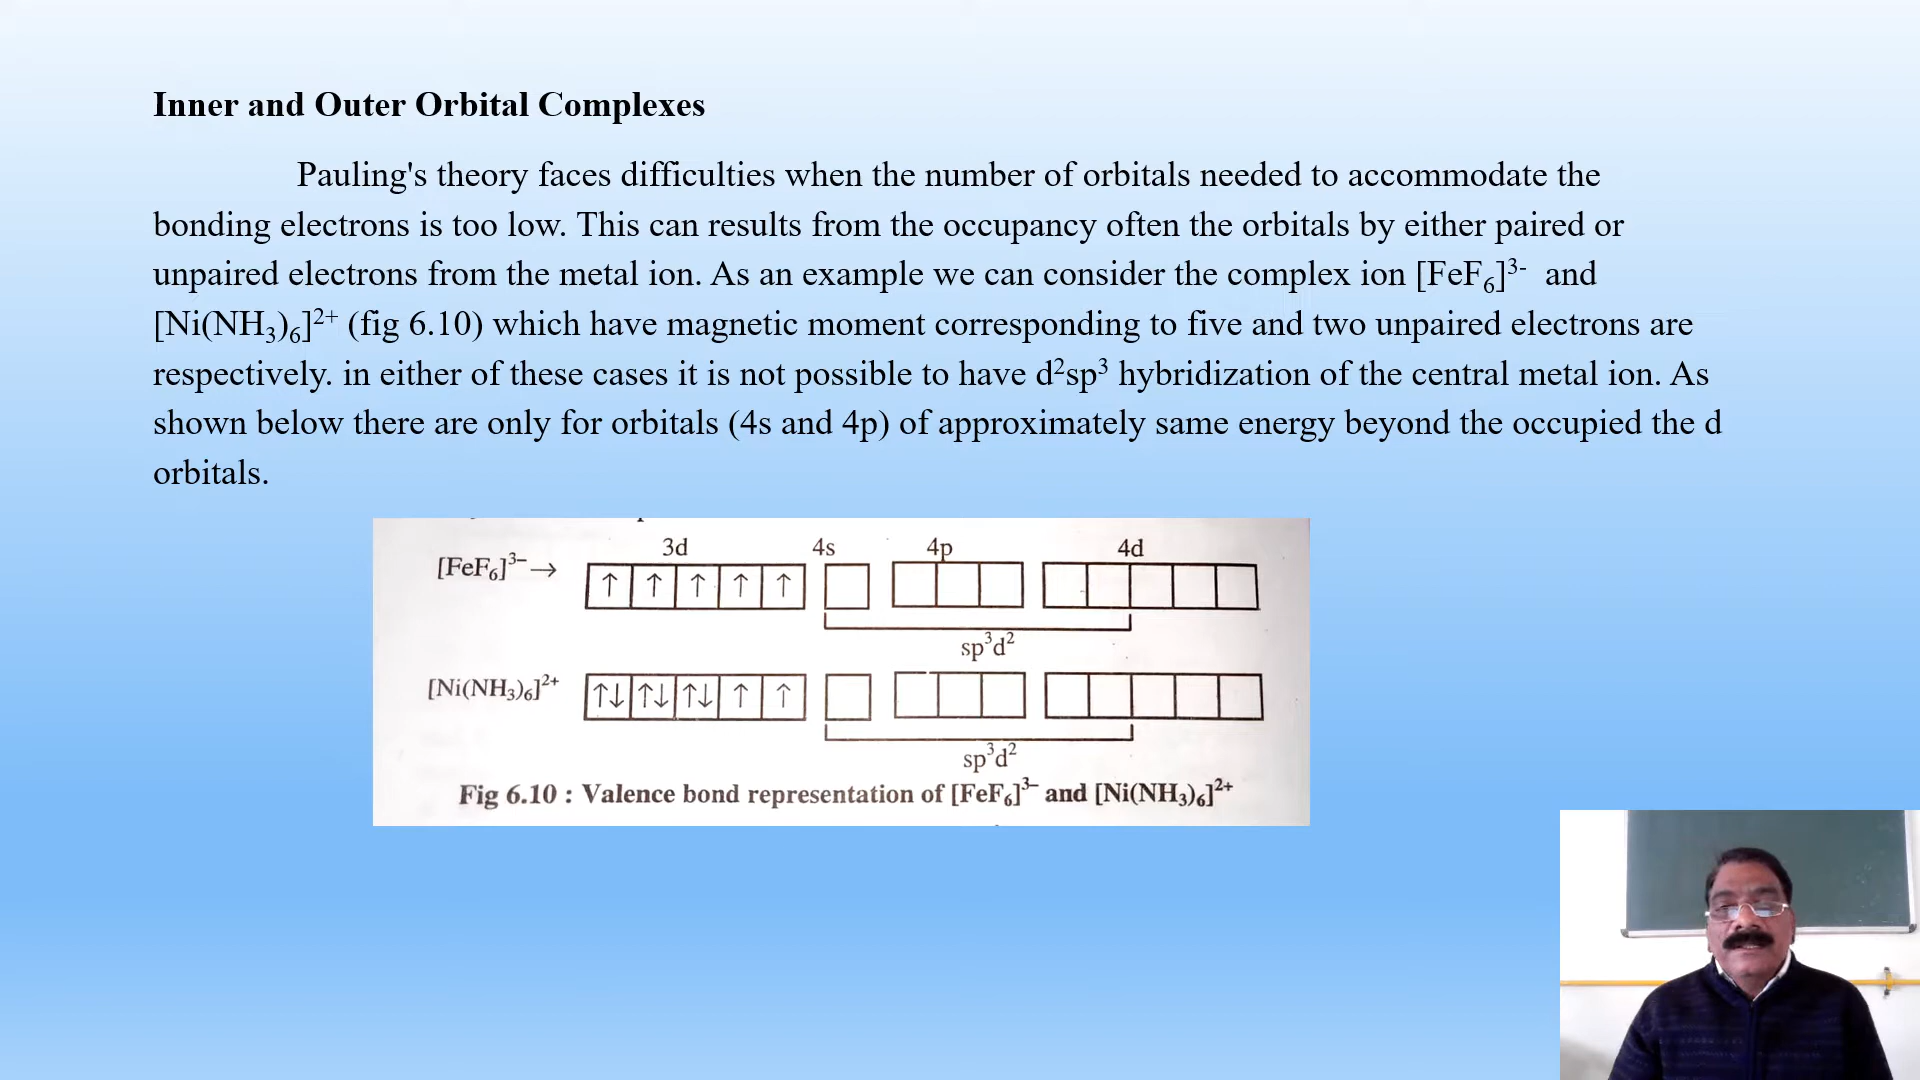 Inner and Outer Orbital Complexes
Pauling's theory faces difficulties when the number of orbitals needed to accommodate the
bonding electrons is too low. This can results from the occupancy often the orbitals by either paired or
unpaired electrons from the metal ion. As an example we can consider the complex ion [FeF₆]³⁻ and
[Ni(NH₃)₆]²⁺ (fig 6.10) which have magnetic moment corresponding to five and two unpaired electrons are
respectively. in either of these cases it is not possible to have d²sp³ hybridization of the central metal ion. As
shown below there are only for orbitals (4s and 4p) of approximately same energy beyond the occupied the d
orbitals.
3d 4s 4p 4d
[FeF₆]³⁻ → ↑ ↑ ↑ ↑ ↑
sp³d²
[Ni(NH₃)₆]²⁺ ↑↓ ↑↓ ↑↓ ↑ ↑
sp³d²
Fig 6.10 : Valence bond representation of [FeF₆]³⁻ and [Ni(NH₃)₆]²⁺